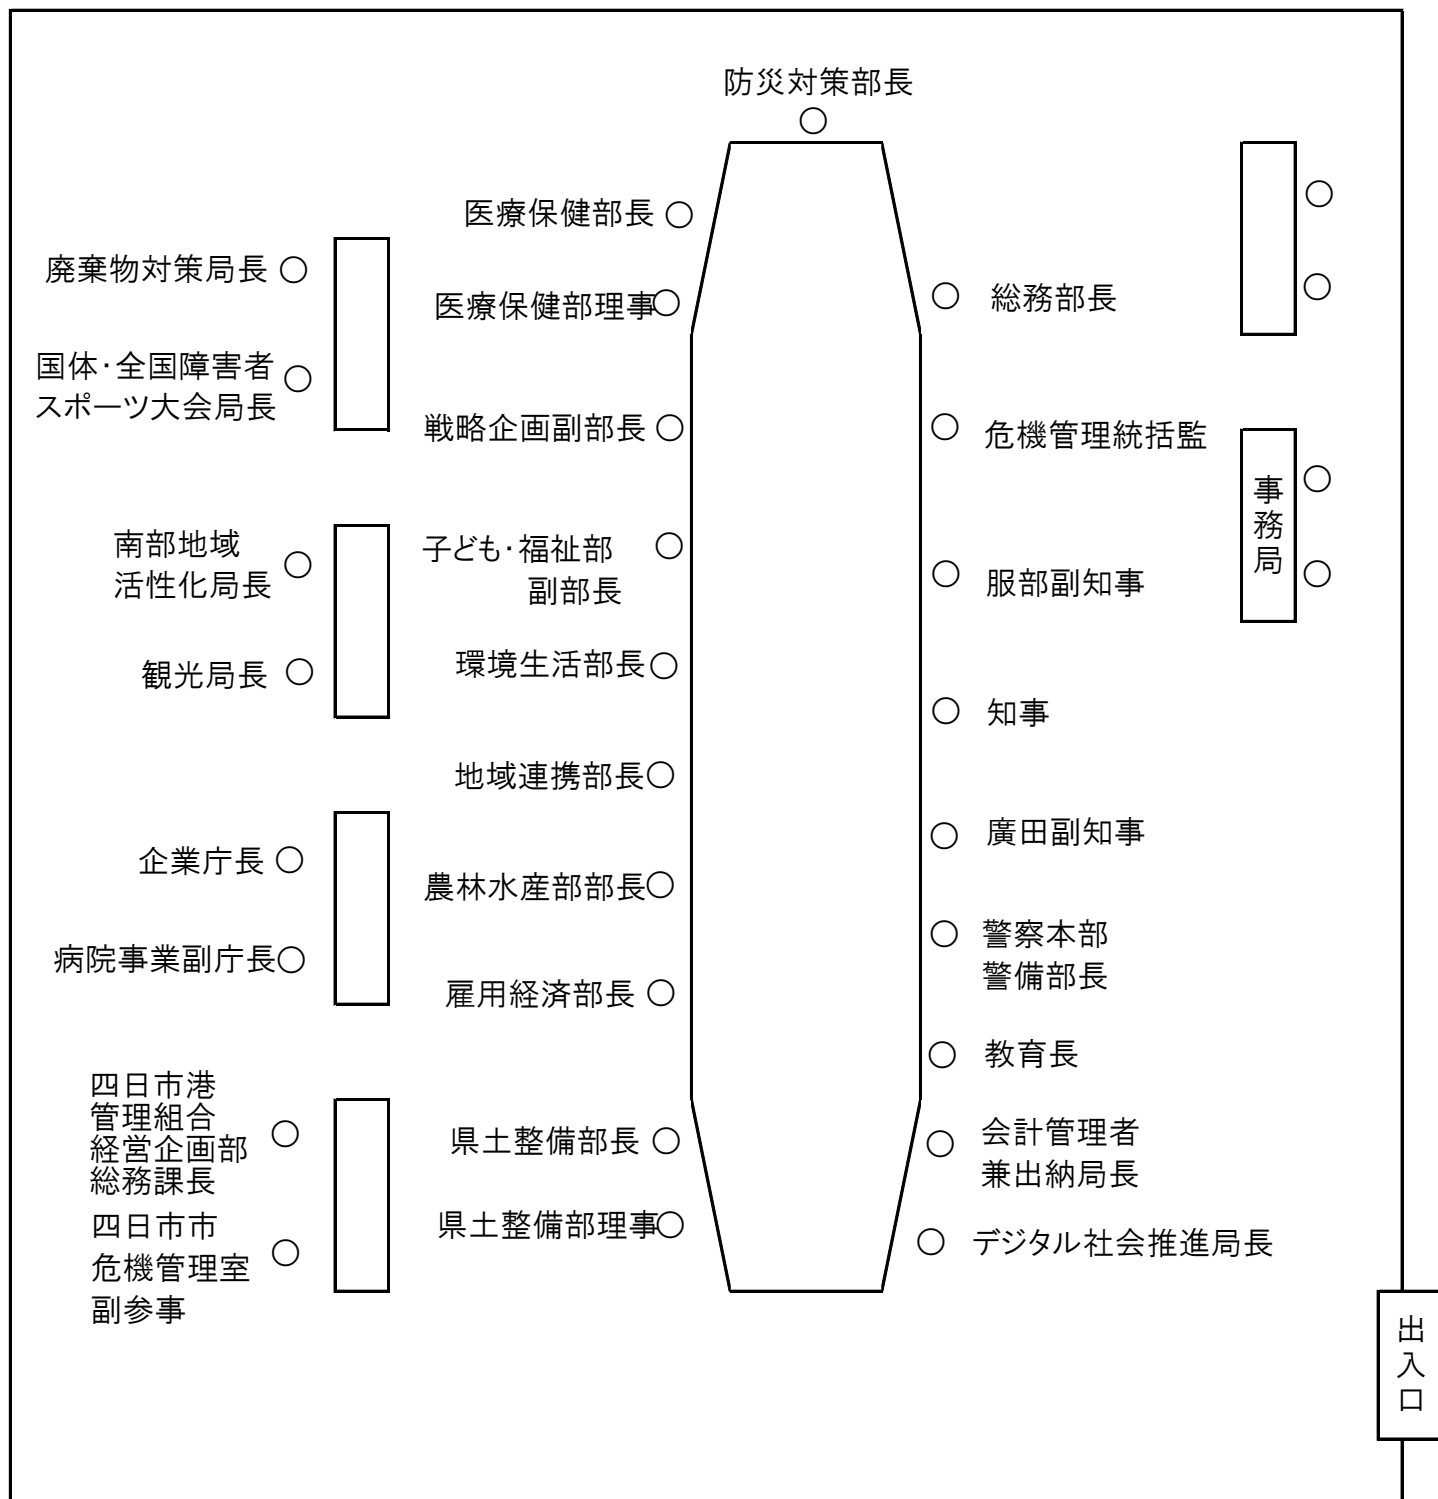 防災対策部長
医療保健部長
医療保健部理事
戦略企画副部長
子ども・福祉部
副部長
環境生活部長
地域連携部長
農林水産部部長
雇用経済部長
県土整備部長
県土整備部理事
総務部長
危機管理統括監
服部副知事
知事
廣田副知事
警察本部
警備部長
教育長
会計管理者
兼出納局長
デジタル社会推進局長
廃棄物対策局長
国体・全国障害者
スポーツ大会局長
南部地域
活性化局長
観光局長
企業庁長
病院事業副庁長
四日市港
管理組合
経営企画部
総務課長
四日市市
危機管理室
副参事
事務局
出入口